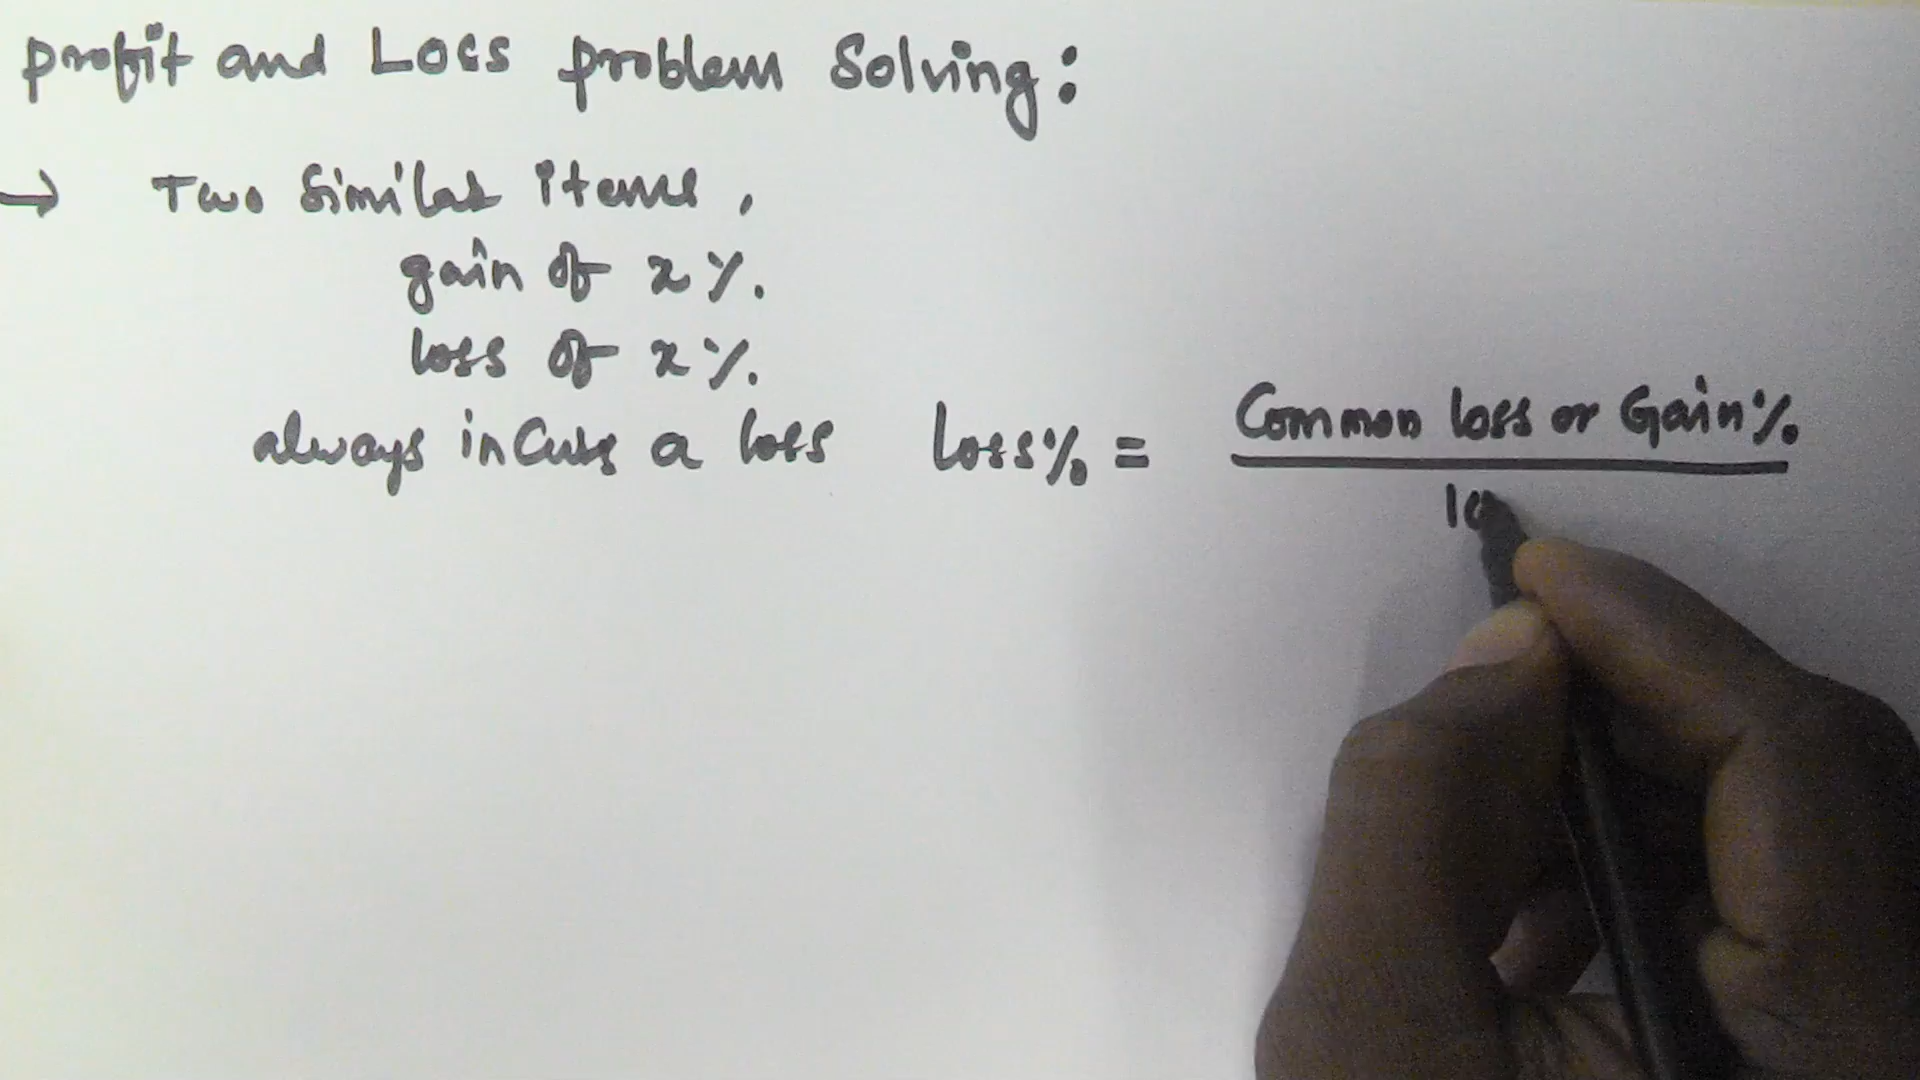 Profit and Loss problem Solving:
→ Two Similar items,
gain of x%.
loss of x%.
always incurs a loss Loss% = Common loss or Gain%
10